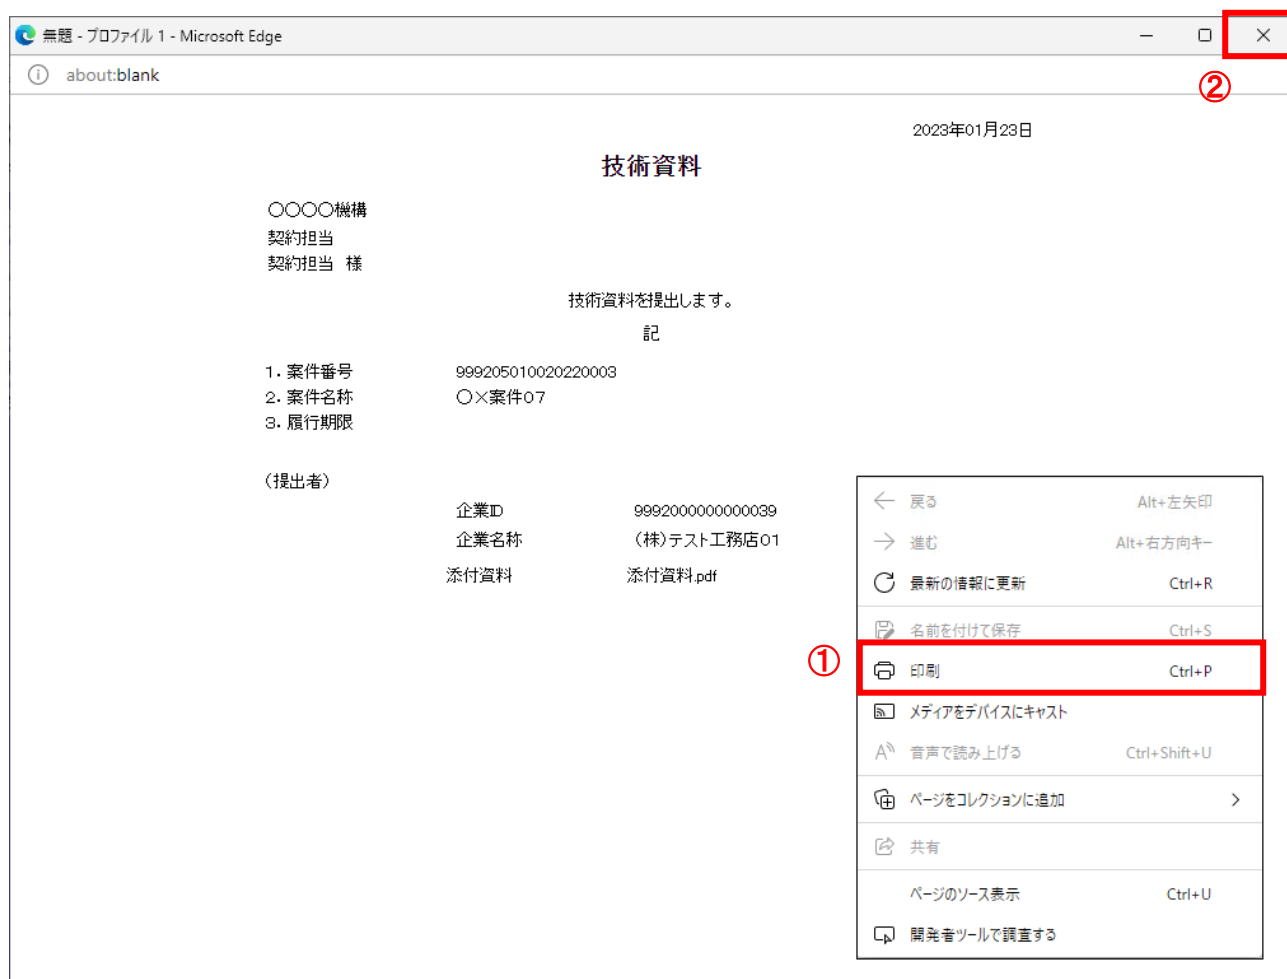 無題 - プロファイル 1 - Microsoft Edge
about:blank
②
2023年01月23日
技術資料
〇〇〇〇機構
契約担当
契約担当 様
技術資料を提出します。
記
1. 案件番号 999205010020220003
2. 案件名称 〇×案件07
3. 履行期限
(提出者)
企業ID 9992000000000039
企業名称 (株)テスト工務店01
添付資料 添付資料.pdf
戻る Alt+左矢印
進む Alt+右方向キー
最新の情報に更新 Ctrl+R
名前を付けて保存 Ctrl+S
①
印刷 Ctrl+P
メディアをデバイスにキャスト
音声で読み上げる Ctrl+Shift+U
ページをコレクションに追加
共有
ページのソース表示 Ctrl+U
開発者ツールで調査する